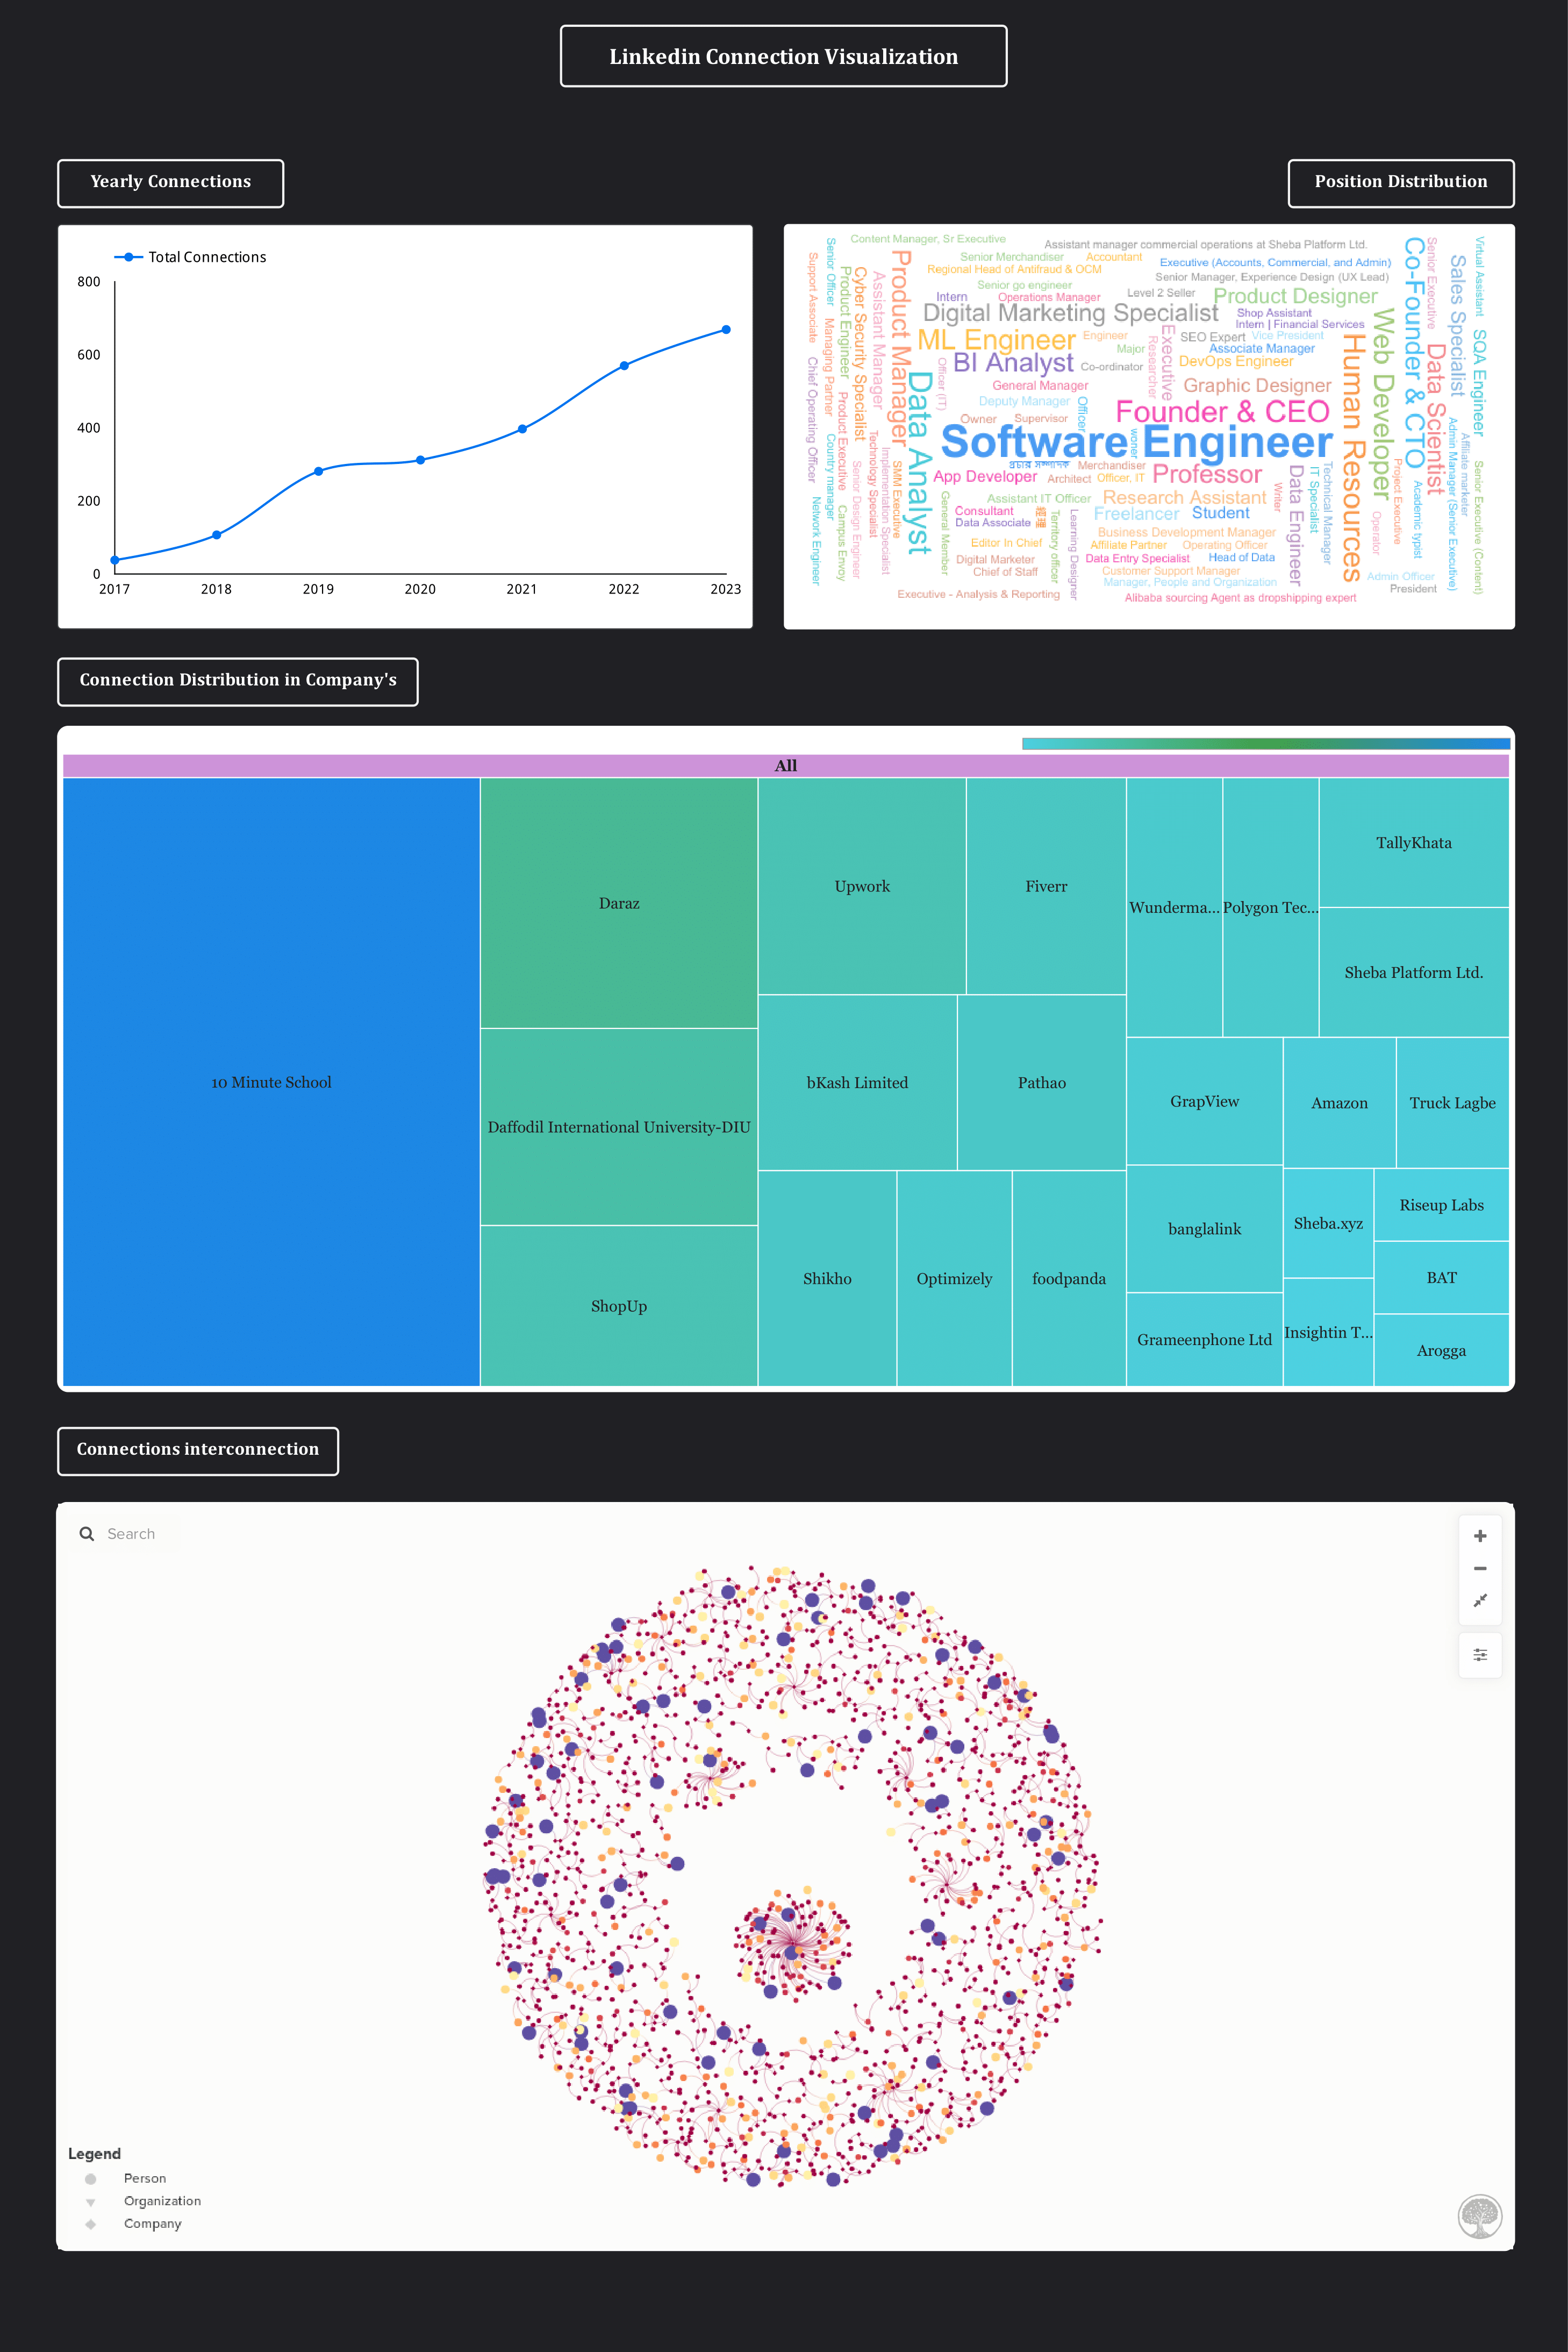 Linkedin Connection Visualization
Yearly Connections
Position Distribution
Total Connections
800
600
400
200
0
2017
2018
2019
2020
2021
2022
2023
Content Manager, Sr Executive
Assistant manager commercial operations at Sheba Platform Ltd.
Senior Merchandiser
Accountant
Executive (Accounts, Commercial, and Admin)
Regional Head of Antifraud & OCM
Senior Manager, Experience Design (UX Lead)
Senior go engineer
Intern
Operations Manager
Level 2 Seller
Product Designer
Digital Marketing Specialist
Shop Assistant
Intern | Financial Services
ML Engineer
Engineer
SEO Expert
Vice President
Major
Associate Manager
BI Analyst
Co-ordinator
DevOps Engineer
General Manager
Graphic Designer
Deputy Manager
Owner
Supervisor
Founder & CEO
Software Engineer
প্রচার সম্পাদক
Merchandiser
App Developer
Architect
Officer, IT
Professor
Assistant IT Officer
Research Assistant
Consultant
Freelancer
Student
Data Associate
経理
Business Development Manager
Editor In Chief
Affiliate Partner
Operating Officer
Digital Marketer
Data Entry Specialist
Head of Data
Chief of Staff
Customer Support Manager
Manager, People and Organization
Executive - Analysis & Reporting
Alibaba sourcing Agent as dropshipping expert
Admin Officer
President
Support Associate
Senior Officer
Product Engineer
Cyber Security Specialist
Assistant Manager
Product Manager
Managing Partner
Chief Operating Officer
Product Executive
Data Analyst
Officer (IT)
Country manager
Technology Specialist
Implementation Specialist
SMM Executive
Senior Design Engineer
Campus Envoy
Network Engineer
General Member
Territory officer
Learning Designer
Officer
woner
Researcher
Executive
Writer
Data Engineer
IT Specialist
Technical Manager
Human Resources
Web Developer
Operator
Project Executive
Academic typist
Co-Founder & CTO
Data Scientist
Senior Executive
Sales Specialist
Virtual Assistant
SQA Engineer
Admin Manager (Senior Executive)
Affiliate marketer
Senior Executive (Content)
Connection Distribution in Company's
All
10 Minute School
Daraz
Daffodil International University-DIU
ShopUp
Upwork
Fiverr
bKash Limited
Pathao
Shikho
Optimizely
foodpanda
Wunderma...
Polygon Tec...
TallyKhata
Sheba Platform Ltd.
GrapView
Amazon
Truck Lagbe
banglalink
Sheba.xyz
Riseup Labs
BAT
Grameenphone Ltd
Insightin T...
Arogga
Connections interconnection
Search
Legend
Person
Organization
Company